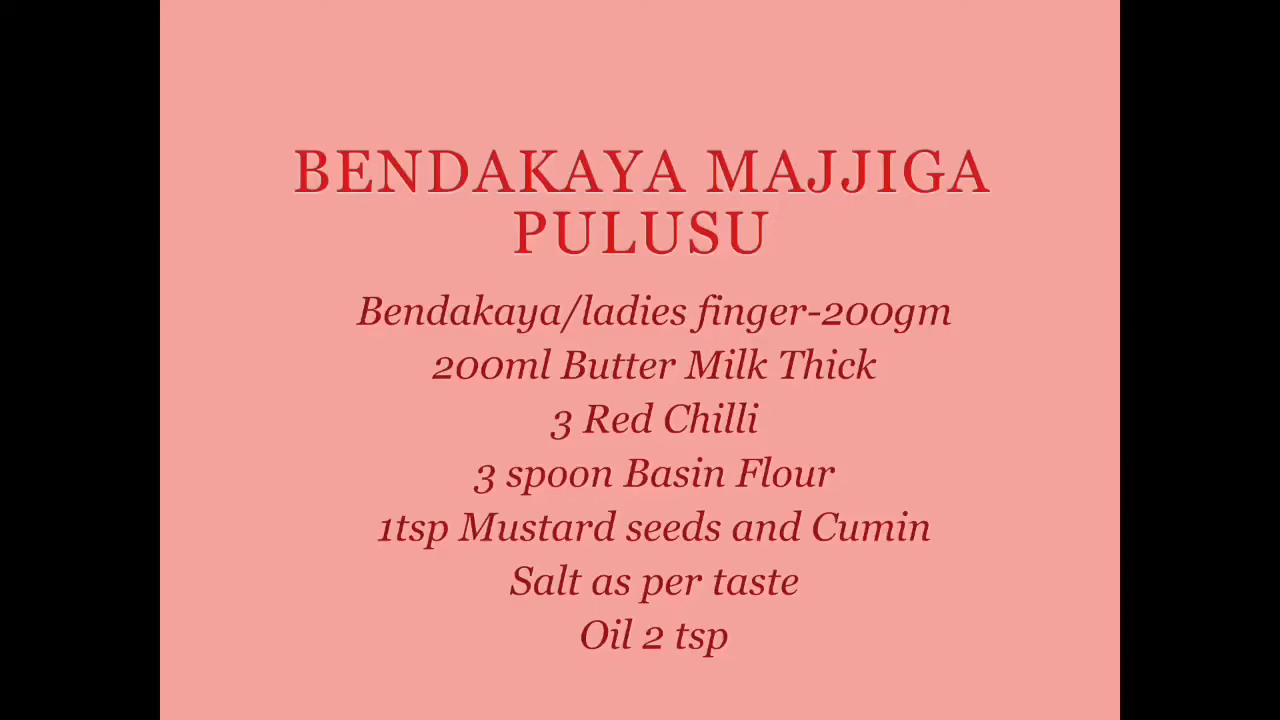 BENDAKAYA MAJJIGA
PULUSU
Bendakaya/ladies finger-200gm
200ml Butter Milk Thick
3 Red Chilli
3 spoon Basin Flour
1tsp Mustard seeds and Cumin
Salt as per taste
Oil 2 tsp